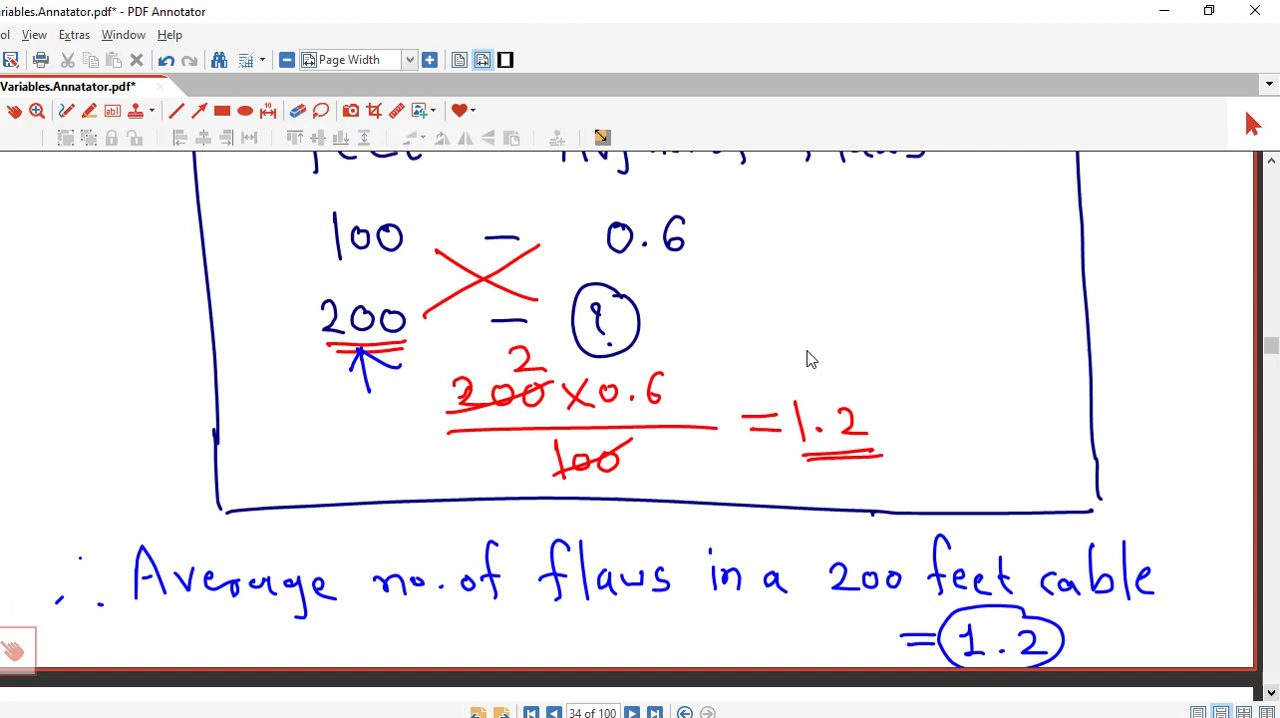 ariables.Annatator.pdf* - PDF Annotator
ol View Extras Window Help
Page Width
Variables.Annatator.pdf*
100 - 0.6
200 - ?
2
200 × 0.6
100
= 1.2
∴ Average no. of flaws in a 200 feet cable
= 1.2
34 of 100